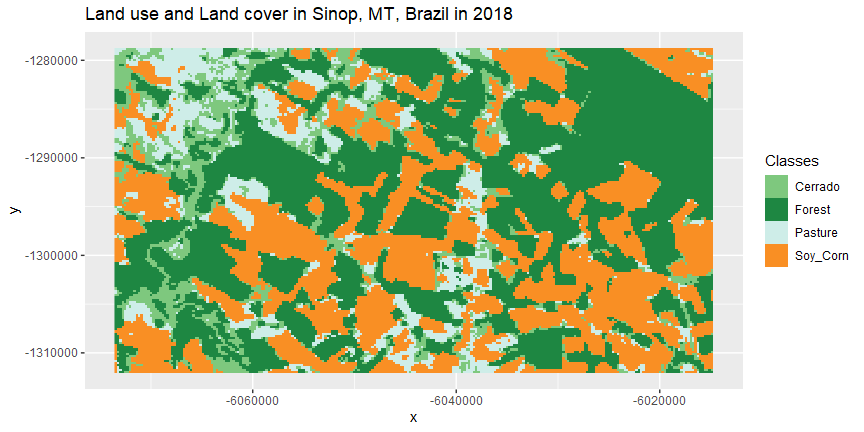 Land use and Land cover in Sinop, MT, Brazil in 2018
-1280000
-1290000
-1300000
-1310000
y
-6060000
-6040000
-6020000
x
Classes
Cerrado
Forest
Pasture
Soy_Corn